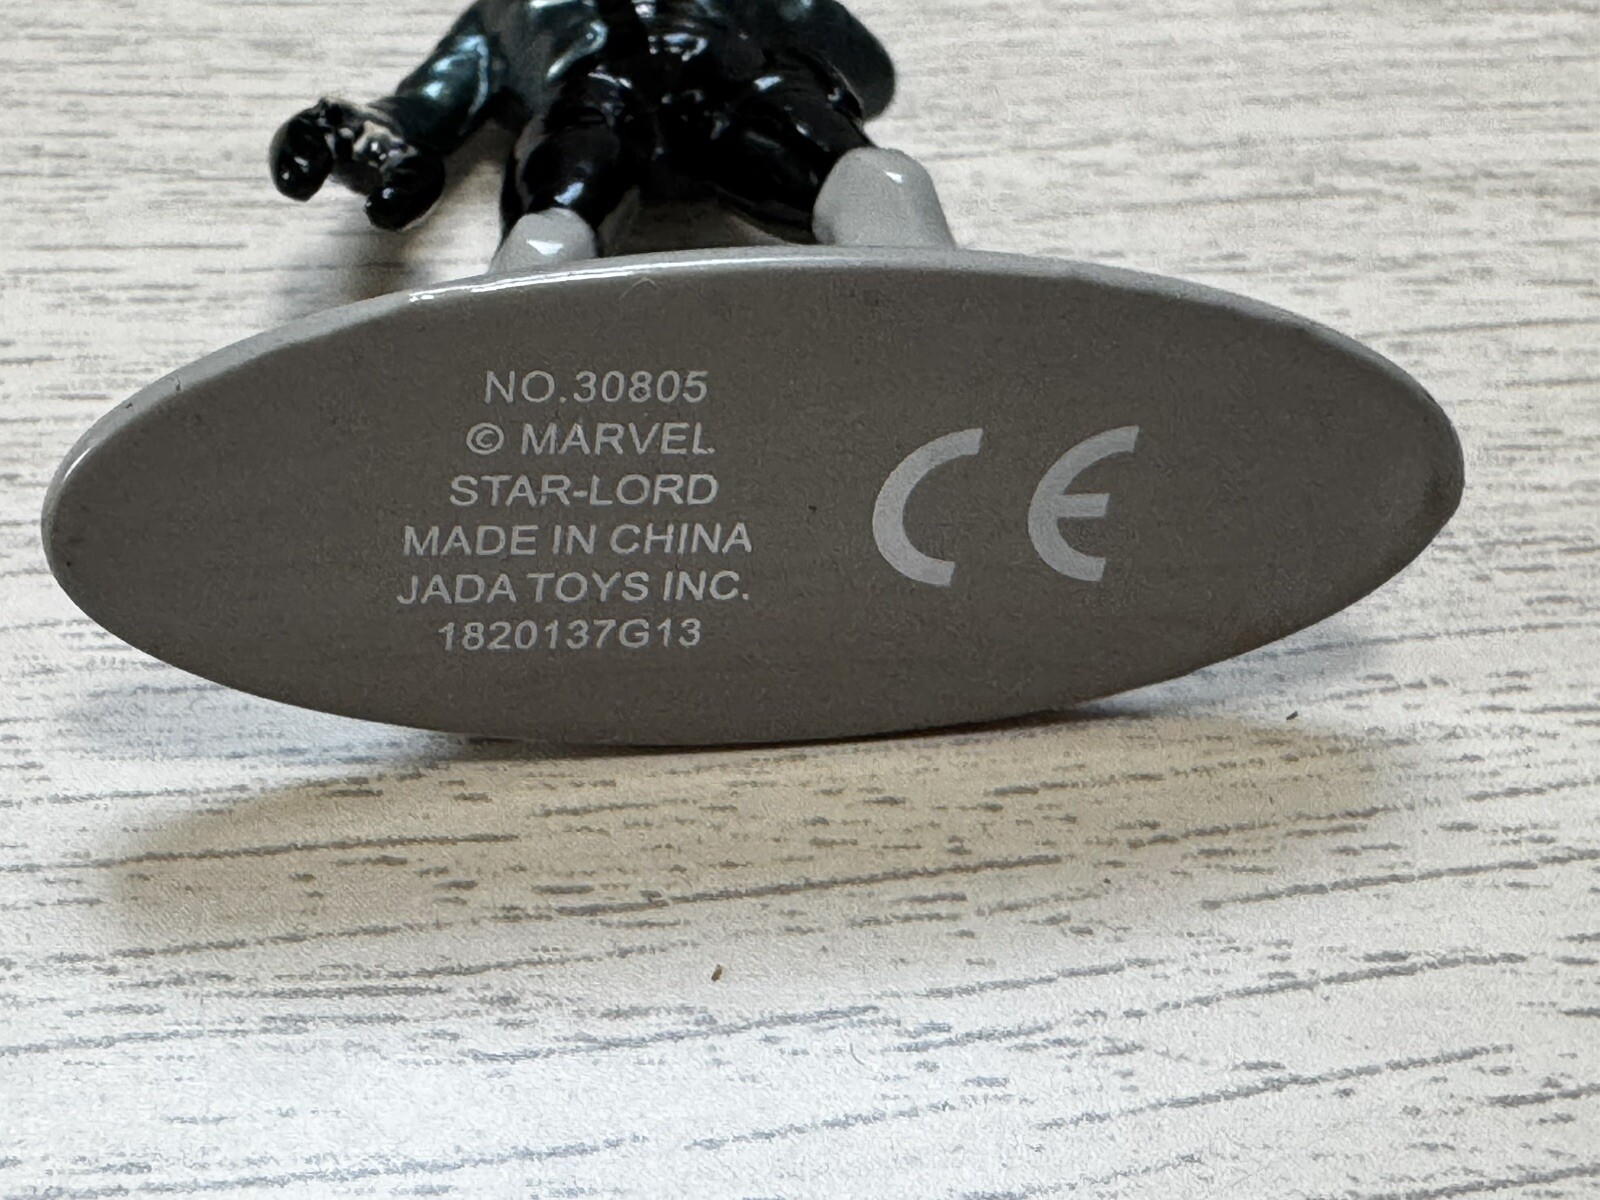 NO.30805
© MARVEL
STAR-LORD
MADE IN CHINA
JADA TOYS INC.
1820137G13
CE